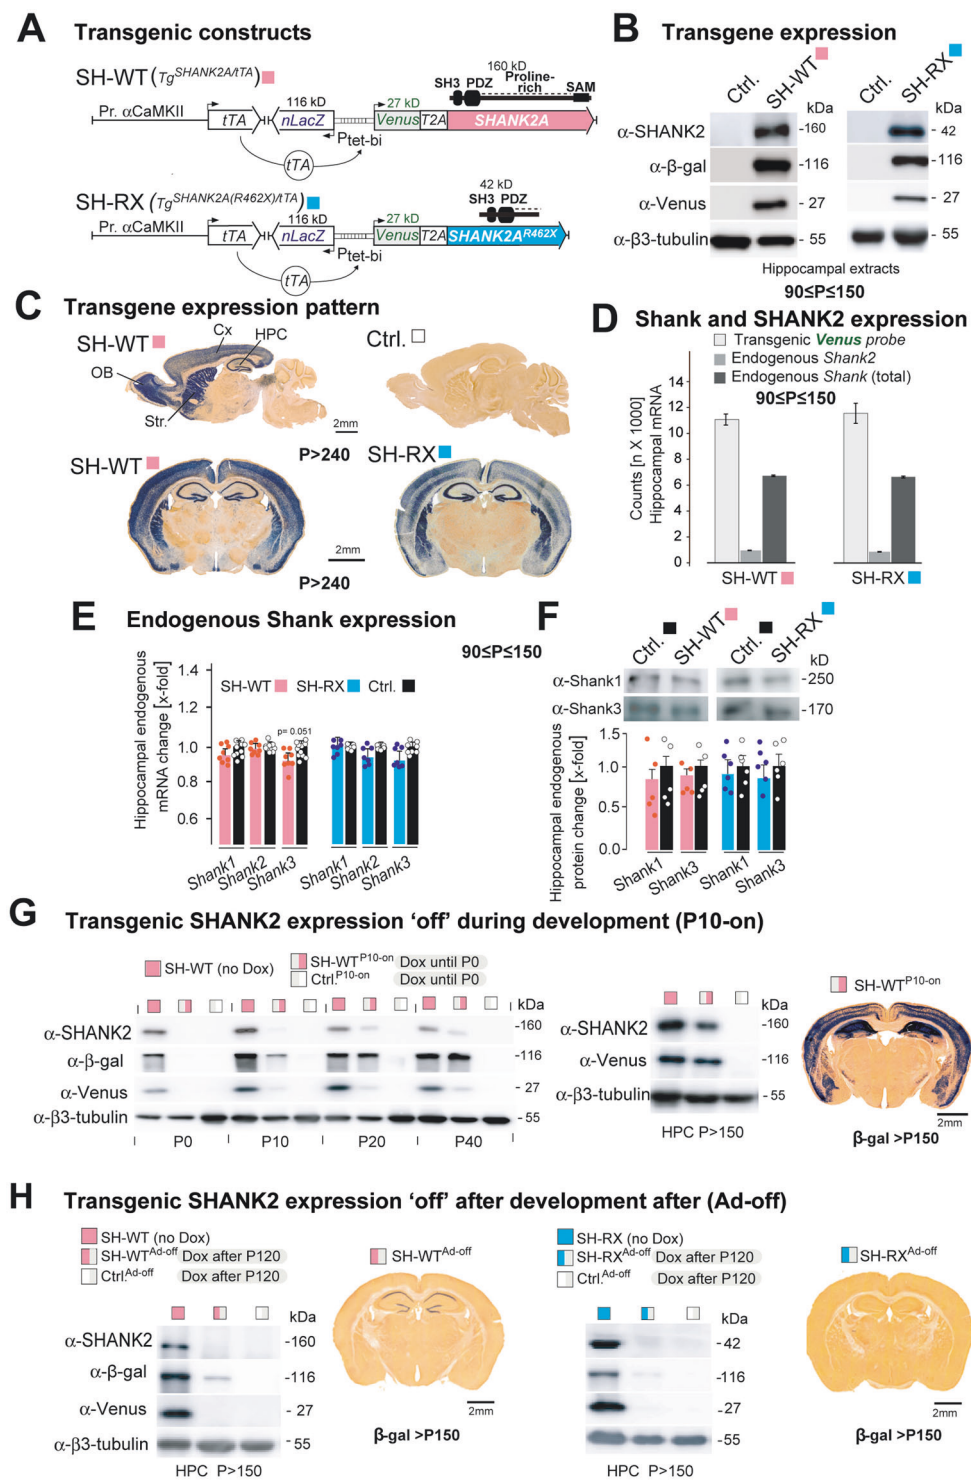 A Transgenic constructs
SH-WT (Tg^SHANK2A/tTA)
160 kD
SH3 PDZ Proline-rich SAM
Pr. αCaMKII tTA 116 kD nLacZ Ptet-bi 27 kD Venus T2A SHANK2A
tTA
SH-RX (Tg^SHANK2A(R462X)/tTA)
42 kD
SH3 PDZ
Pr. αCaMKII tTA 116 kD nLacZ Ptet-bi 27 kD Venus T2A SHANK2A^R462X
tTA
B Transgene expression
Ctrl. SH-WT Ctrl. SH-RX
kDa kDa
α-SHANK2 -160 - 42
α-β-gal -116 -116
α-Venus - 27 - 27
α-β3-tubulin - 55 - 55
Hippocampal extracts
90≤P≤150
C Transgene expression pattern
SH-WT Cx HPC Ctrl.
OB
Str.
2mm
P>240
SH-WT SH-RX
2mm
P>240
D Shank and SHANK2 expression
Transgenic Venus probe
Endogenous Shank2
Endogenous Shank (total)
90≤P≤150
Counts [n X 1000]
Hippocampal mRNA
14
12
10
8
6
4
2
0
SH-WT SH-RX
E Endogenous Shank expression
90≤P≤150
Hippocampal endogenous
mRNA change [x-fold]
1.4
1.2
1.0
0.8
0.6
SH-WT SH-RX Ctrl.
p= 0.051
Shank1 Shank2 Shank3 Shank1 Shank2 Shank3
F
Ctrl. SH-WT Ctrl. SH-RX
kD
α-Shank1 -250
α-Shank3 -170
Hippocampal endogenous
protein change [x-fold]
1.5
1.0
0.5
0.0
Shank1 Shank3 Shank1 Shank3
G Transgenic SHANK2 expression ‘off’ during development (P10-on)
SH-WT (no Dox)
SH-WT^P10-on Dox until P0
Ctrl.^P10-on Dox until P0
kDa
α-SHANK2 -160
α-β-gal -116
α-Venus - 27
α-β3-tubulin - 55
P0 P10 P20 P40
kDa
α-SHANK2 -160
α-Venus -116
α-β3-tubulin - 55
HPC P>150
SH-WT^P10-on
2mm
β-gal >P150
H Transgenic SHANK2 expression ‘off’ after development after (Ad-off)
SH-WT (no Dox)
SH-WT^Ad-off Dox after P120
Ctrl.^Ad-off Dox after P120
kDa
α-SHANK2 -160
α-β-gal -116
α-Venus - 27
α-β3-tubulin - 55
HPC P>150
SH-WT^Ad-off
2mm
β-gal >P150
SH-RX (no Dox)
SH-RX^Ad-off Dox after P120
Ctrl.^Ad-off Dox after P120
kDa
-42
-116
-27
-55
HPC P>150
SH-RX^Ad-off
2mm
β-gal >P150